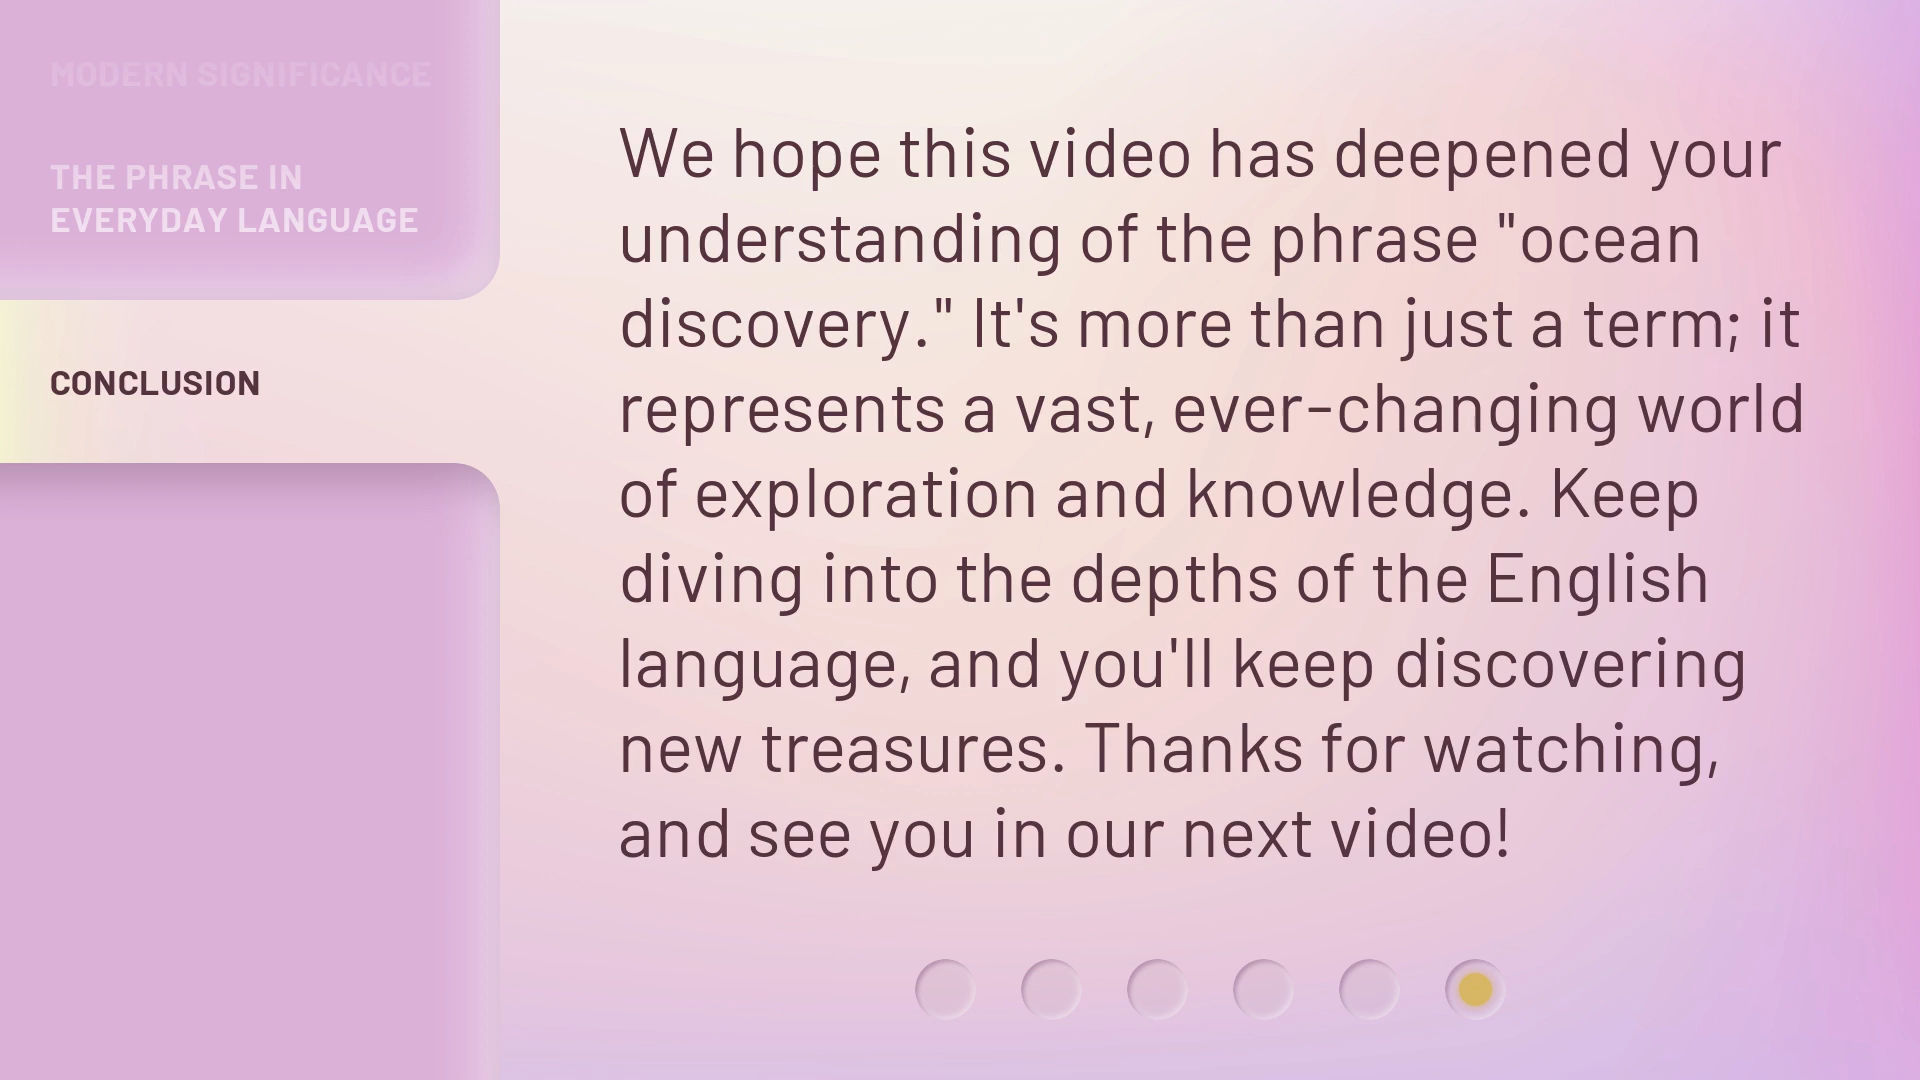 MODERN SIGNIFICANCE
THE PHRASE IN
EVERYDAY LANGUAGE
CONCLUSION
We hope this video has deepened your
understanding of the phrase "ocean
discovery." It's more than just a term; it
represents a vast, ever-changing world
of exploration and knowledge. Keep
diving into the depths of the English
language, and you'll keep discovering
new treasures. Thanks for watching,
and see you in our next video!